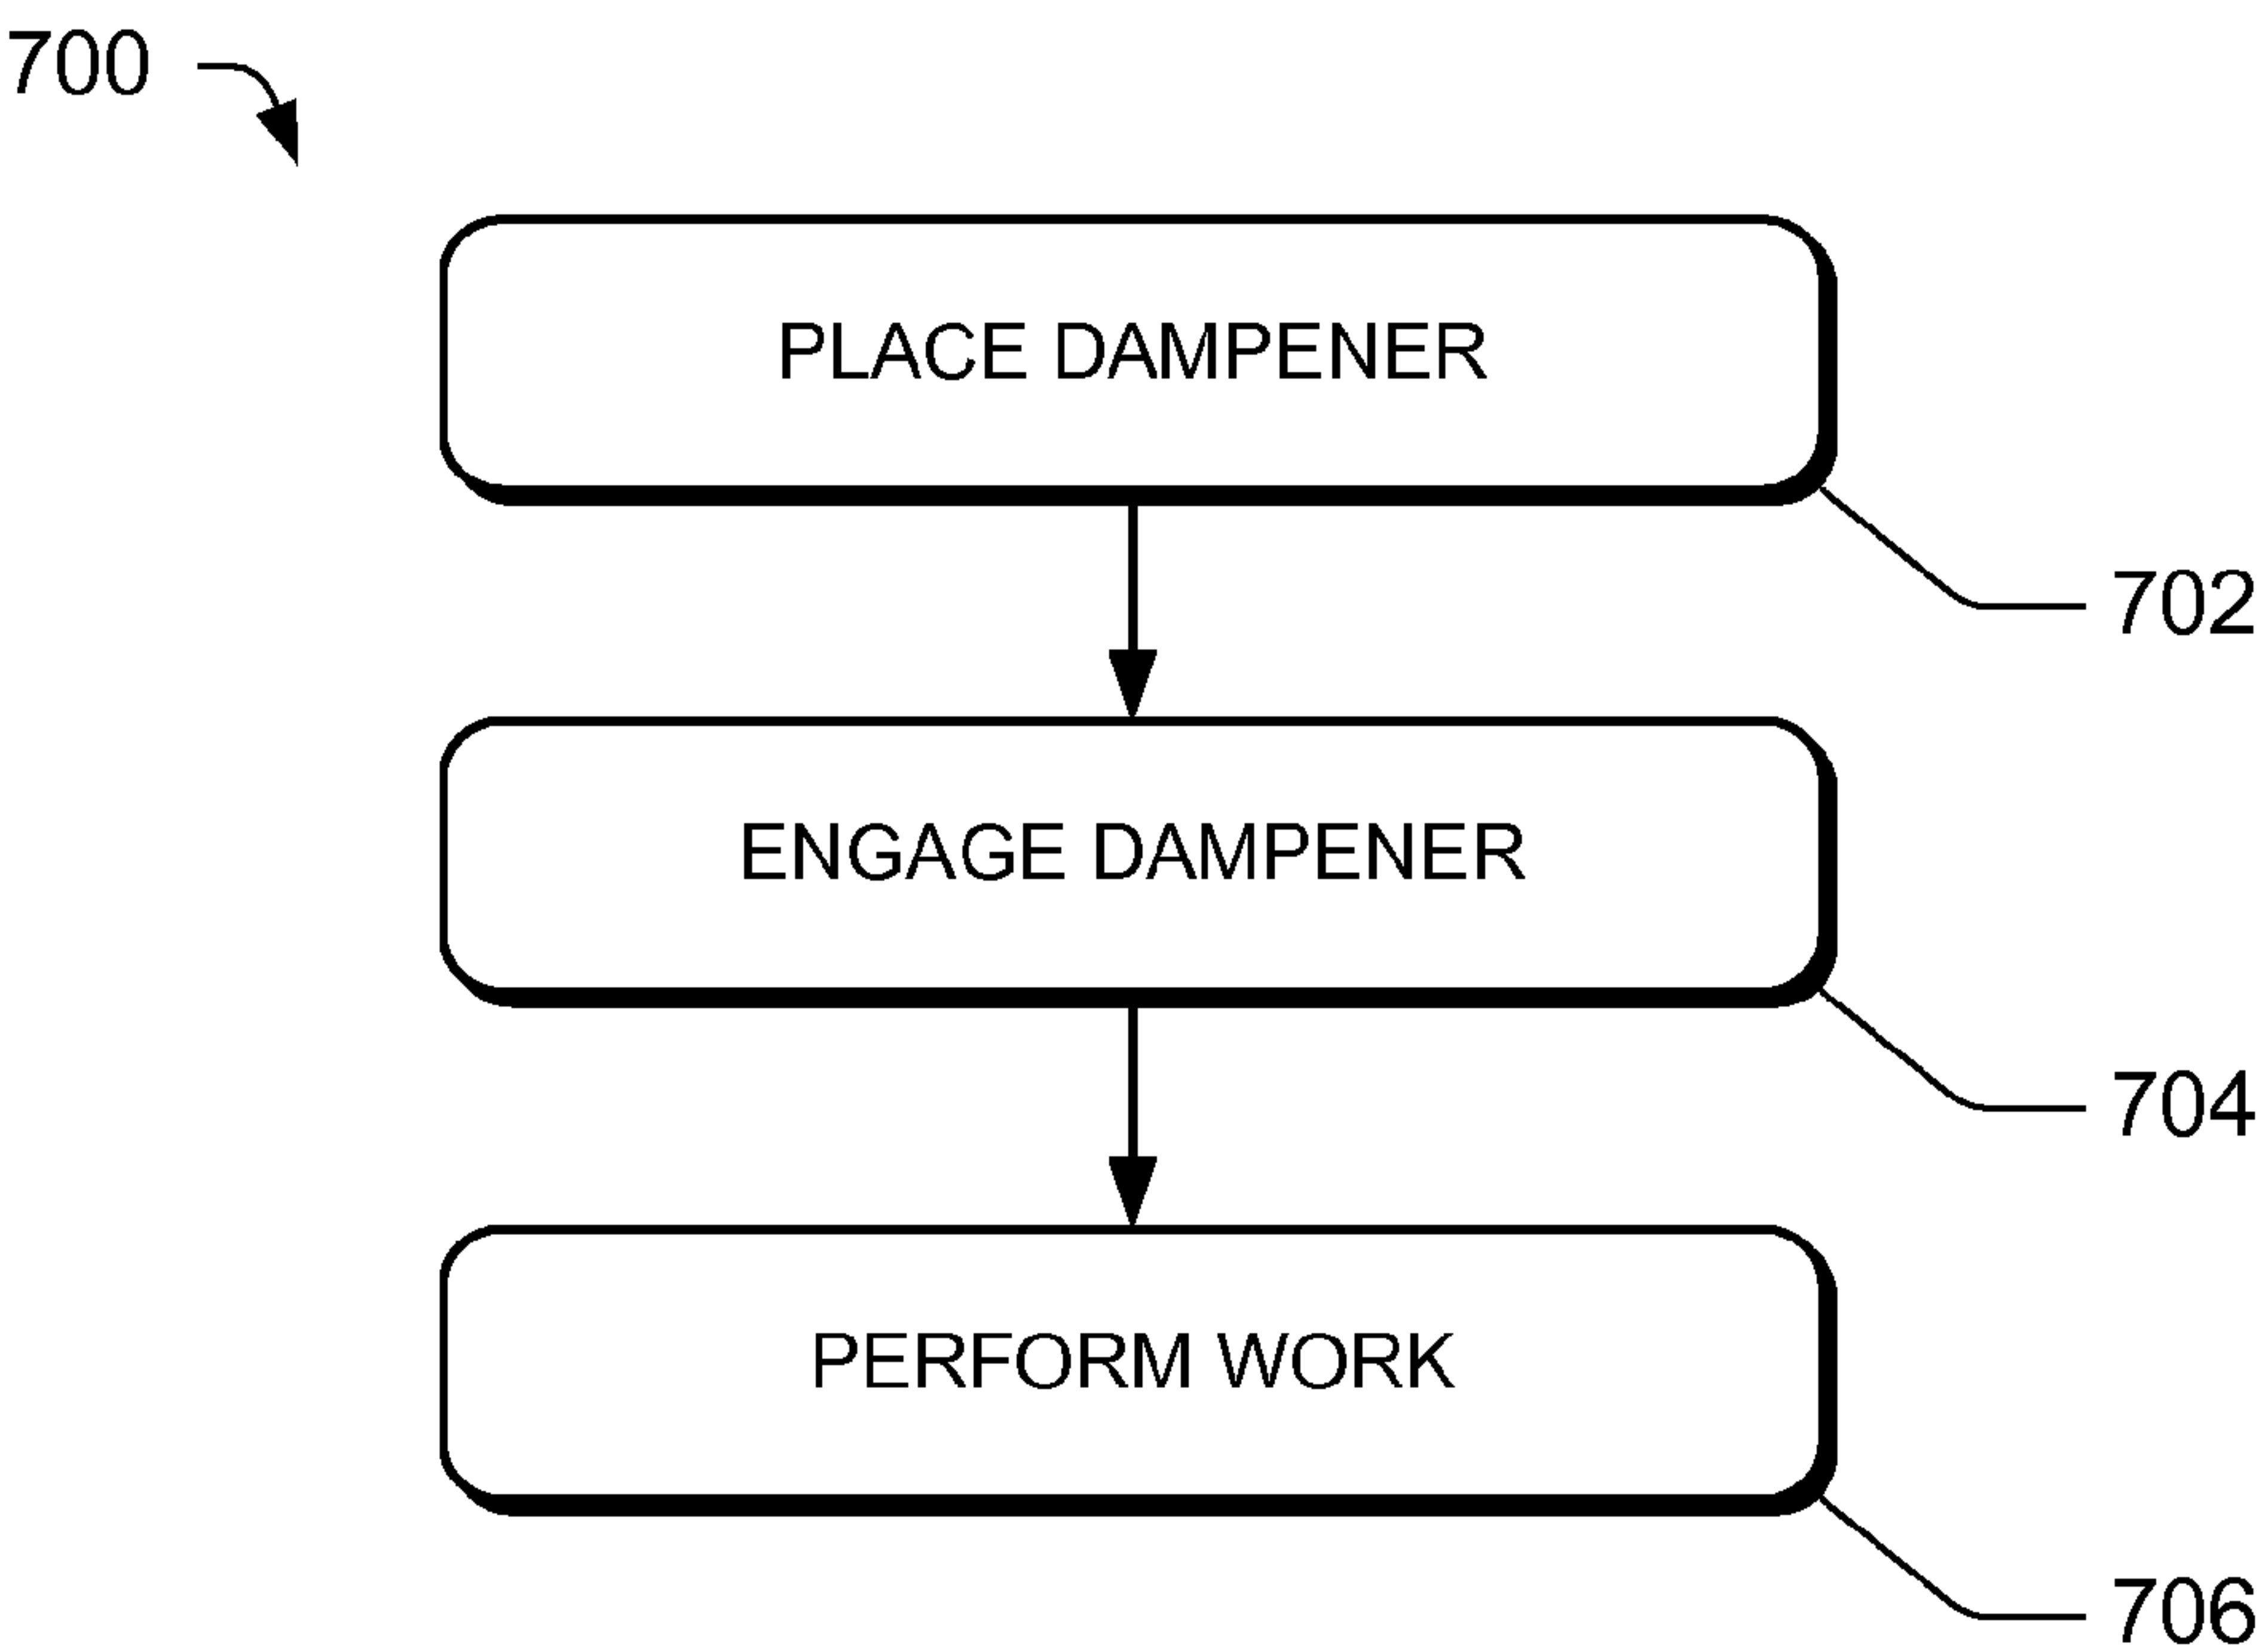 700
PLACE DAMPENER
702
ENGAGE DAMPENER
704
PERFORM WORK
706